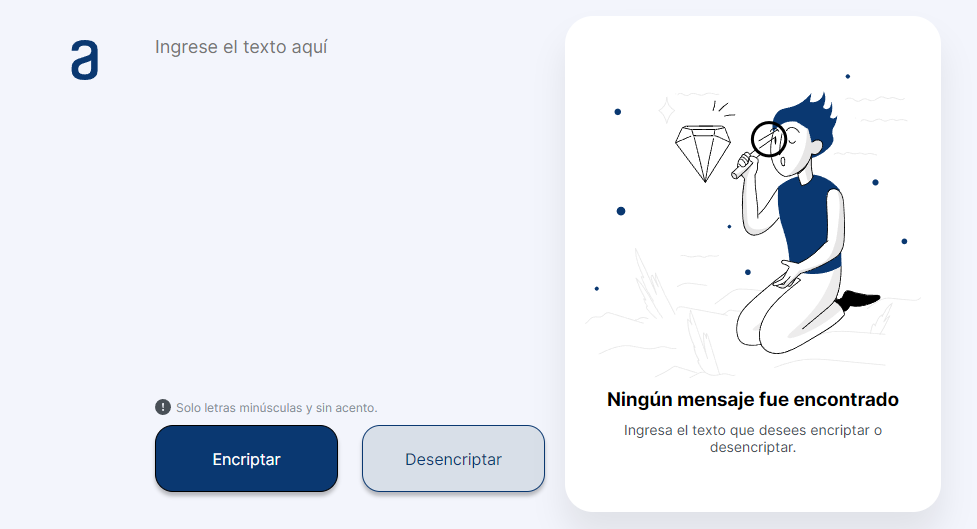 a
Ingrese el texto aquí
Solo letras minúsculas y sin acento.
Encriptar
Desencriptar
Ningún mensaje fue encontrado
Ingresa el texto que desees encriptar o
desencriptar.